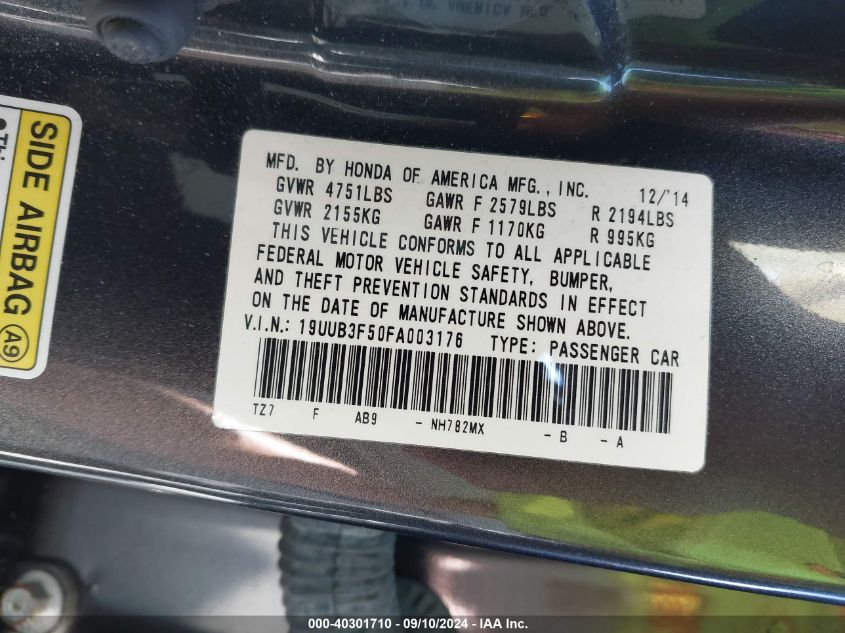 SIDE AIRBAG A9
MFD. BY HONDA OF AMERICA MFG., INC. 12/'14
GVWR 4751LBS GAWR F 2579LBS R 2194LBS
GVWR 2155KG GAWR F 1170KG R 995KG
THIS VEHICLE CONFORMS TO ALL APPLICABLE
FEDERAL MOTOR VEHICLE SAFETY, BUMPER,
AND THEFT PREVENTION STANDARDS IN EFFECT
ON THE DATE OF MANUFACTURE SHOWN ABOVE.
V.I.N.: 19UUB3F50FA003176 TYPE: PASSENGER CAR
TZ7 F AB9 - NH782MX - B - A
000-40301710 - 09/10/2024 - IAA Inc.